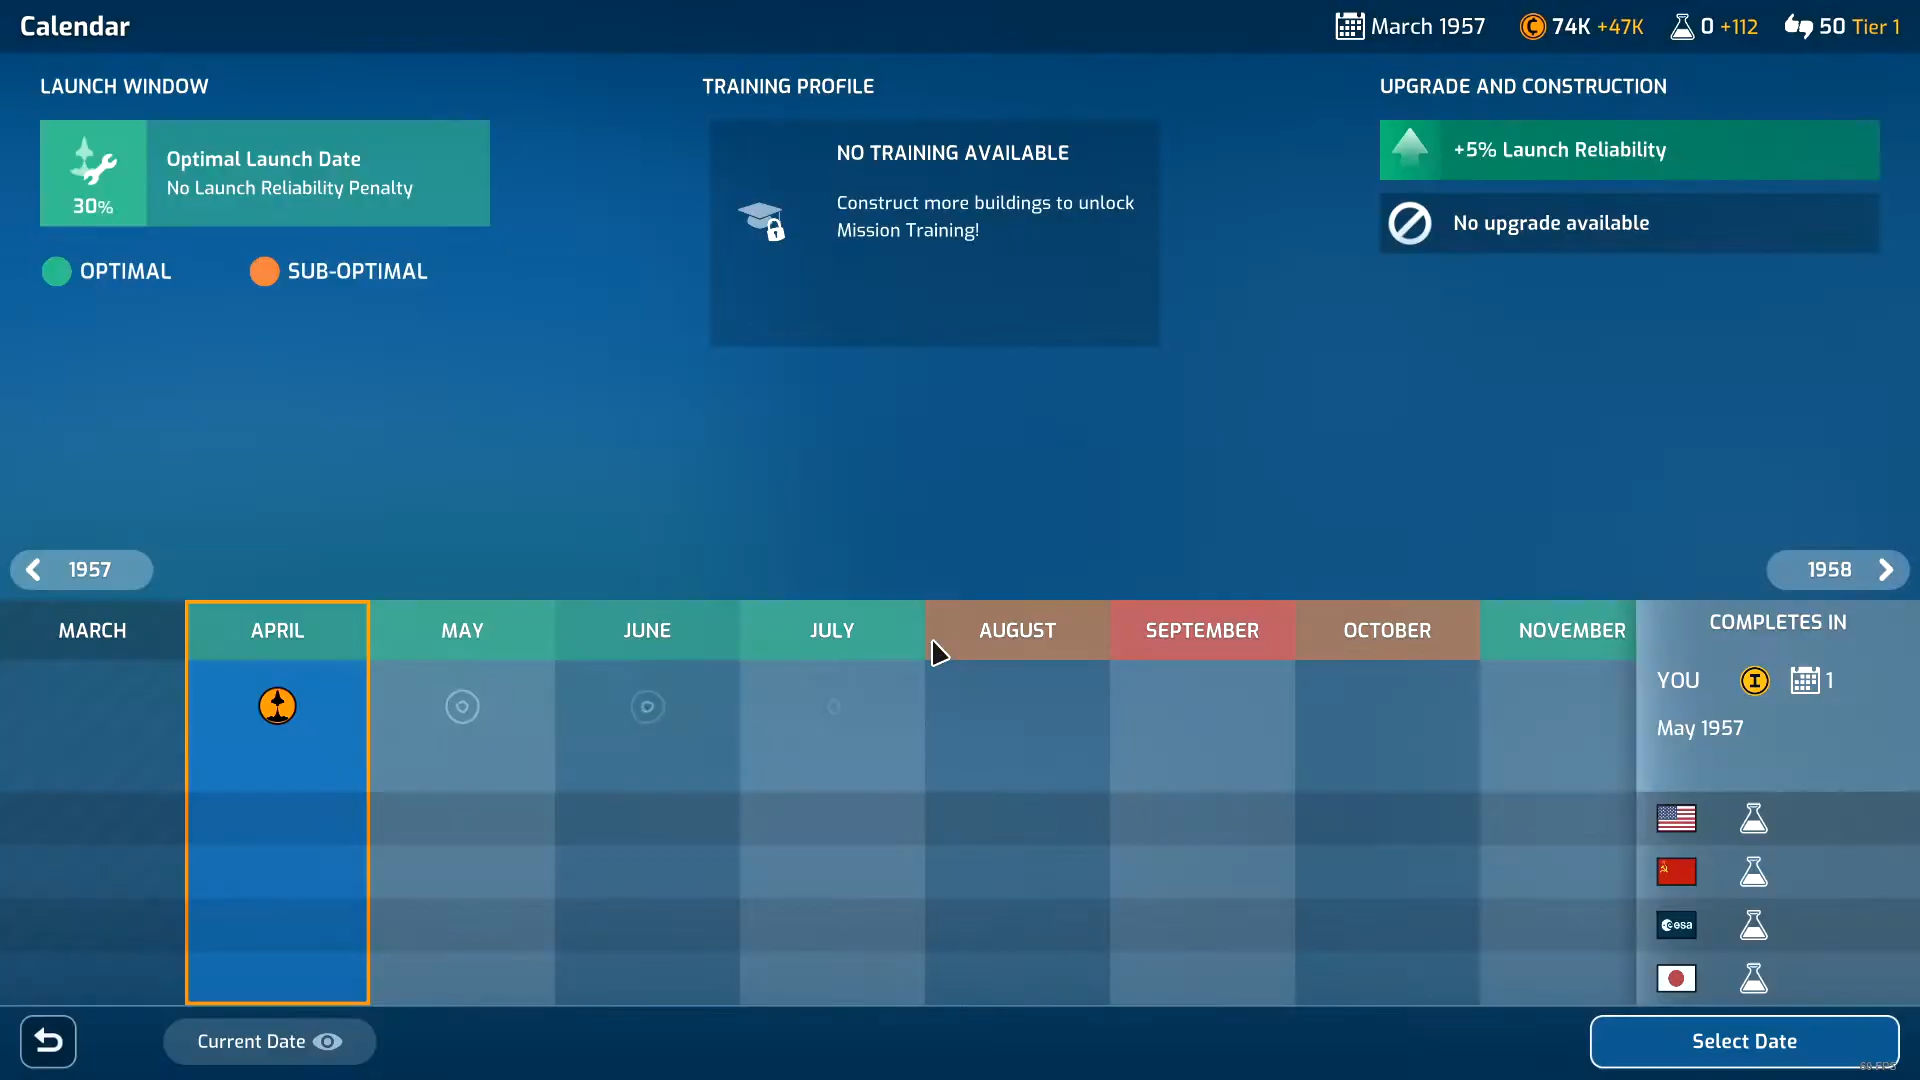 Calendar
March 1957
74K +47K
0 +112
50 Tier 1
LAUNCH WINDOW
TRAINING PROFILE
UPGRADE AND CONSTRUCTION
30%
Optimal Launch Date
No Launch Reliability Penalty
OPTIMAL
SUB-OPTIMAL
NO TRAINING AVAILABLE
Construct more buildings to unlock
Mission Training!
+5% Launch Reliability
No upgrade available
1957
1958
MARCH
APRIL
MAY
JUNE
JULY
AUGUST
SEPTEMBER
OCTOBER
NOVEMBER
COMPLETES IN
YOU I 1
May 1957
esa
Current Date
Select Date